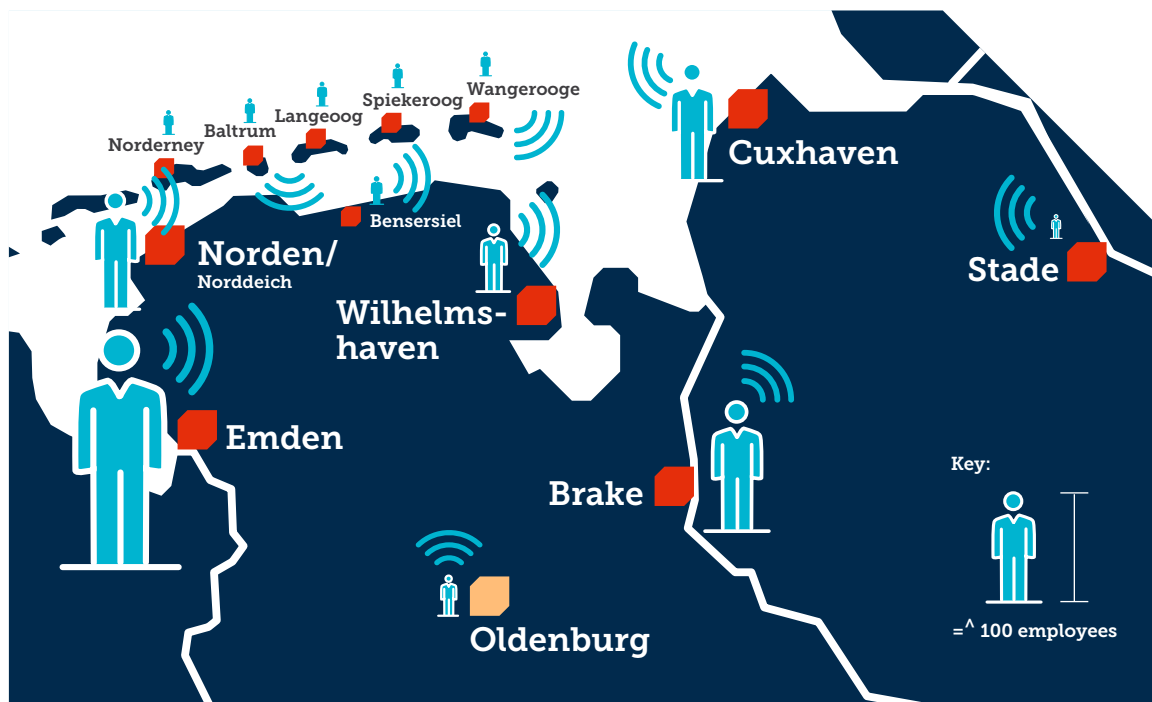 Wangerooge
Spiekeroog
Langeoog
Baltrum
Norderney
Cuxhaven
Bensersiel
Norden/
Norddeich
Stade
Wilhelms-
haven
Emden
Key:
Brake
=^ 100 employees
Oldenburg